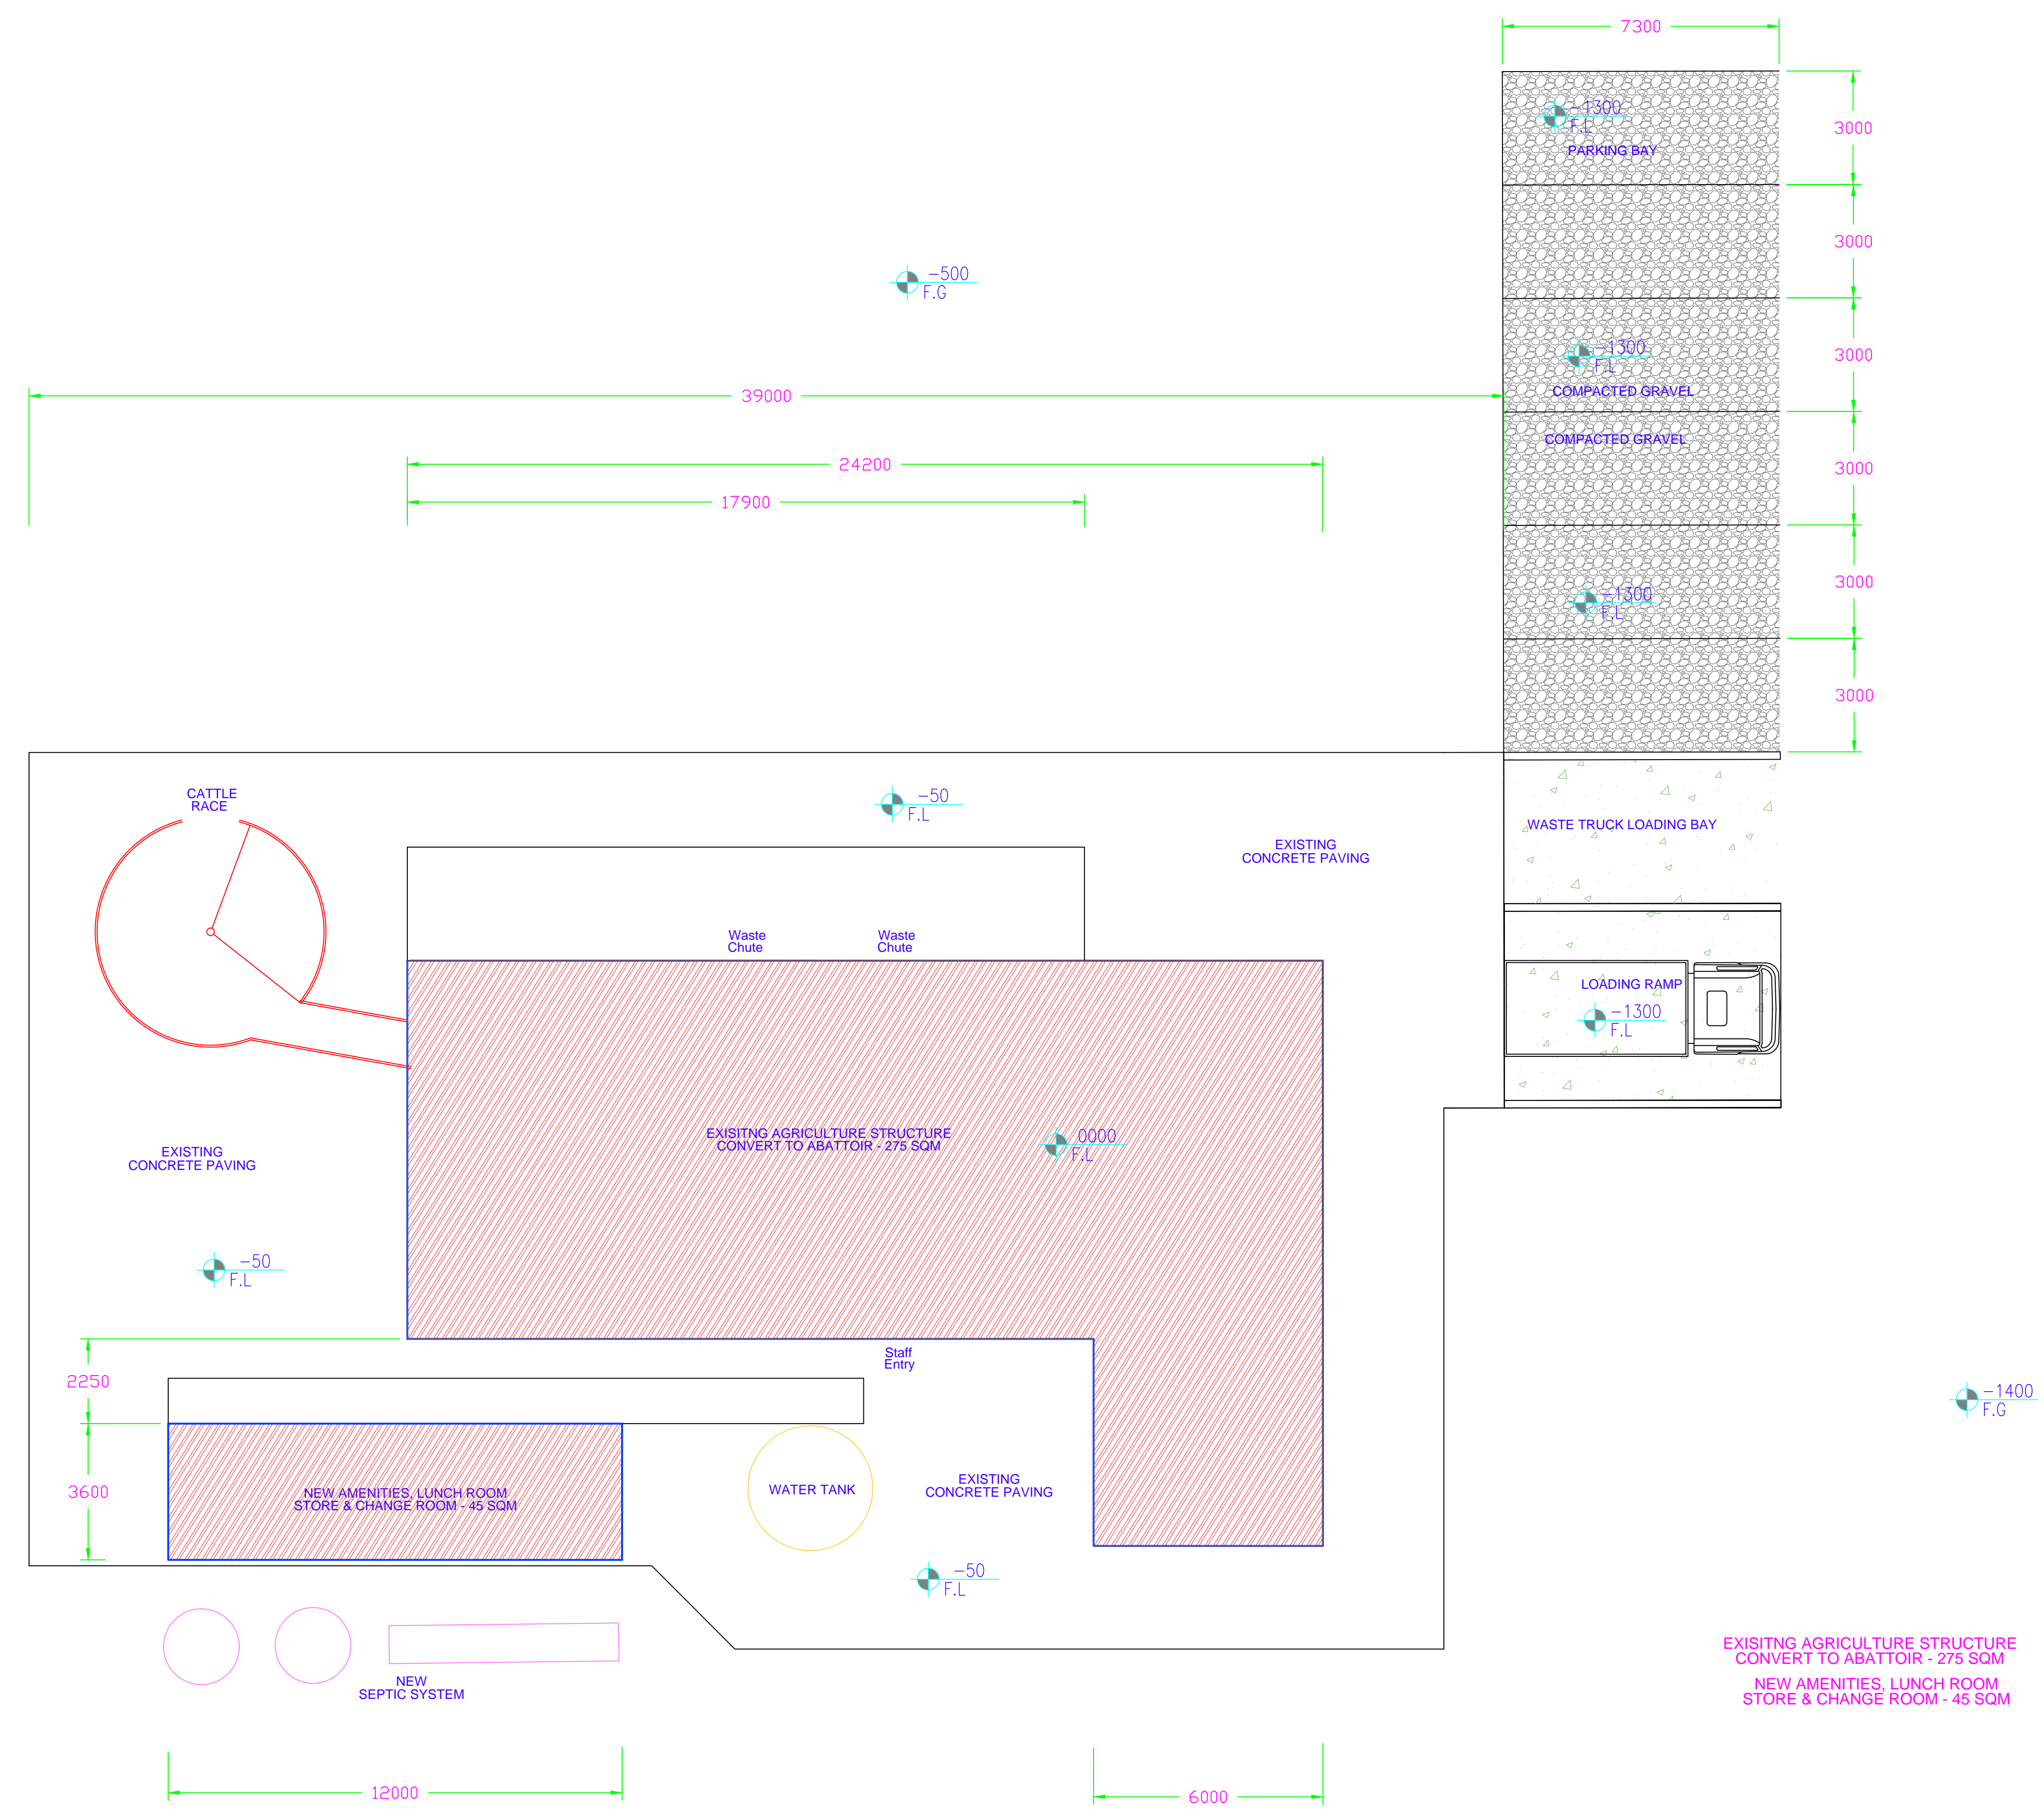 7300
-1300
F.L
PARKING BAY
3000
3000
-500
F.G
-1300
F.L
3000
COMPACTED GRAVEL
39000
COMPACTED GRAVEL
24200
3000
17900
-1300
F.L
3000
3000
CATTLE
RACE
-50
F.L
WASTE TRUCK LOADING BAY
EXISTING
CONCRETE PAVING
Waste
Chute
Waste
Chute
LOADING RAMP
-1300
F.L
EXISITNG AGRICULTURE STRUCTURE
CONVERT TO ABATTOIR - 275 SQM
0000
F.L
EXISTING
CONCRETE PAVING
-50
F.L
Staff
Entry
2250
-1400
F.G
3600
NEW AMENITIES, LUNCH ROOM
STORE & CHANGE ROOM - 45 SQM
WATER TANK
EXISTING
CONCRETE PAVING
-50
F.L
EXISITNG AGRICULTURE STRUCTURE
CONVERT TO ABATTOIR - 275 SQM
NEW AMENITIES, LUNCH ROOM
STORE & CHANGE ROOM - 45 SQM
NEW
SEPTIC SYSTEM
12000
6000